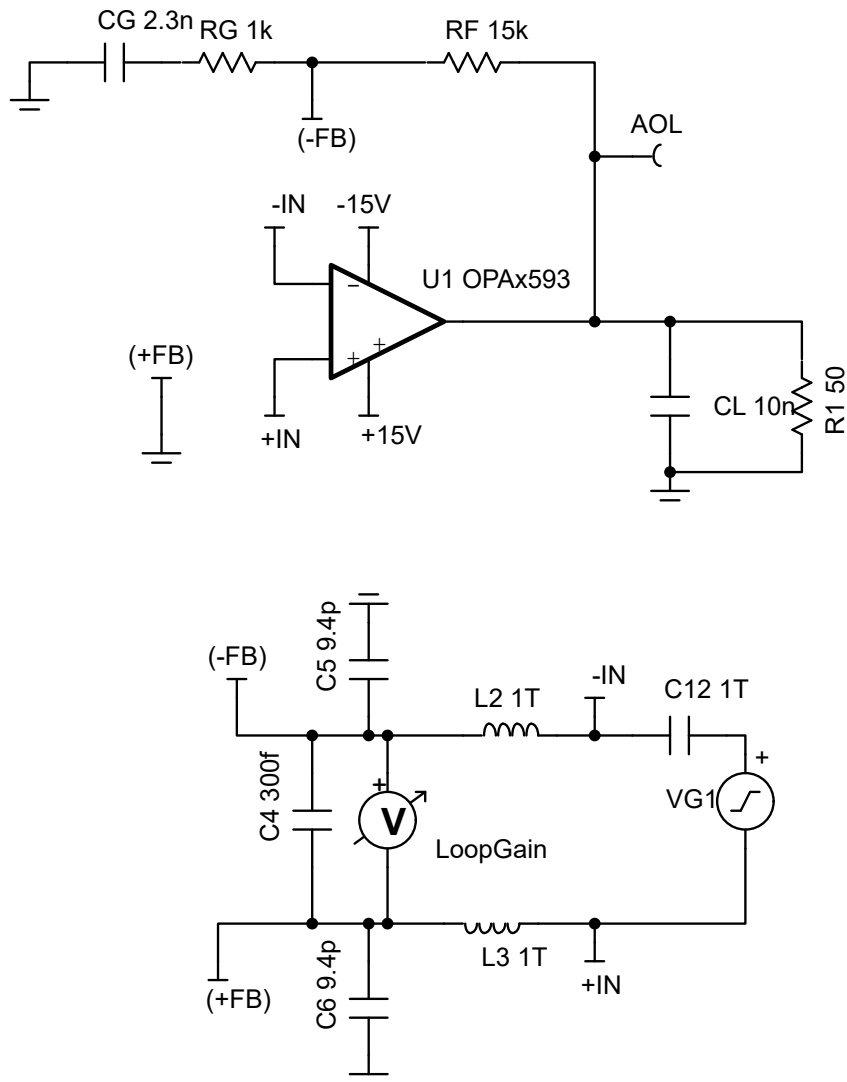 CG 2.3n
RG 1k
RF 15k
(-FB)
AOL
-IN
-15V
U1 OPAx593
(+FB)
+IN
+15V
CL 10n
R1 50
C5 9.4p
(-FB)
L2 1T
-IN
C12 1T
+
C4 300f
+
V
VG1
LoopGain
L3 1T
(+FB)
C6 9.4p
+IN